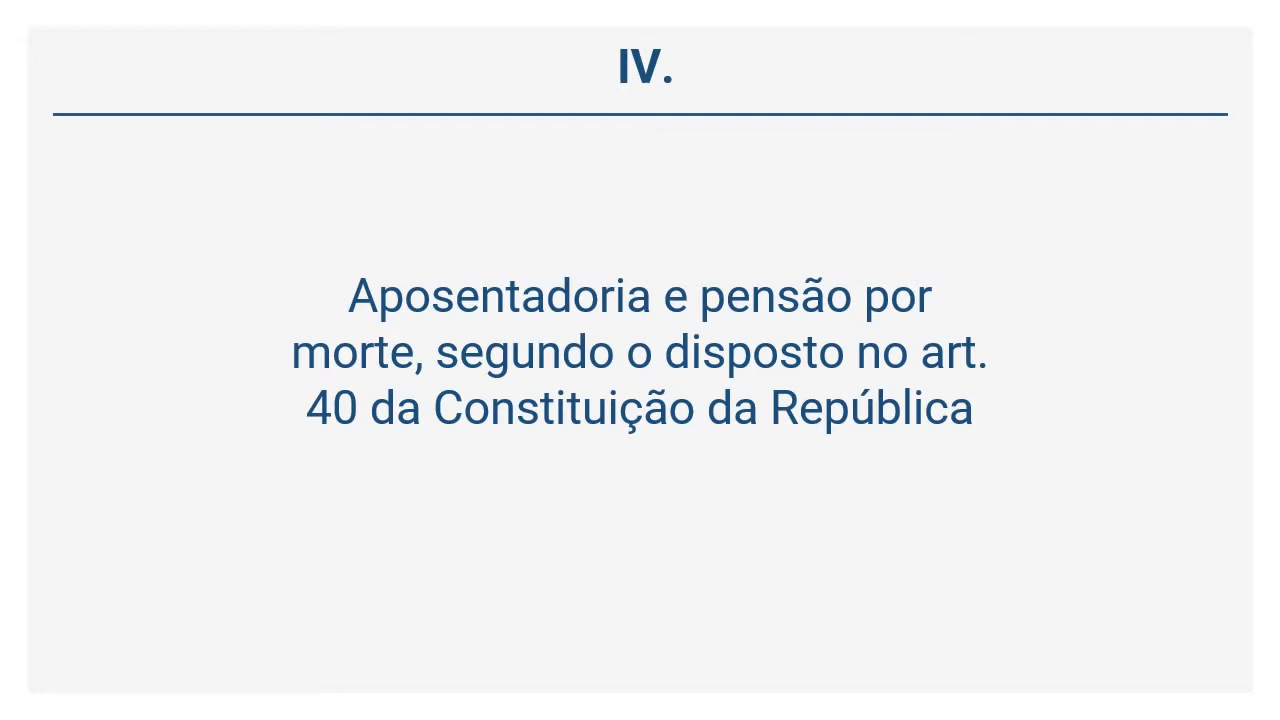 IV.
Aposentadoria e pensão por
morte, segundo o disposto no art.
40 da Constituição da República